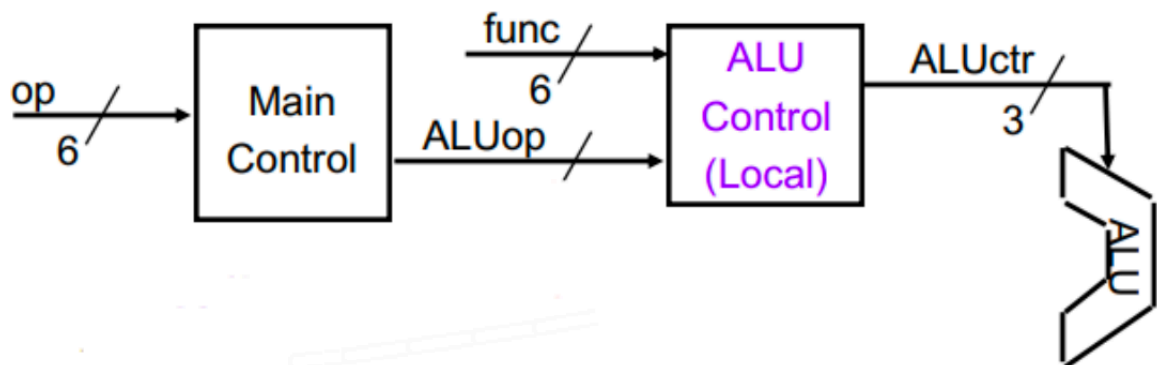 op
6
Main
Control
func
6
ALUop
ALU
Control
(Local)
ALUctr
3
ALU